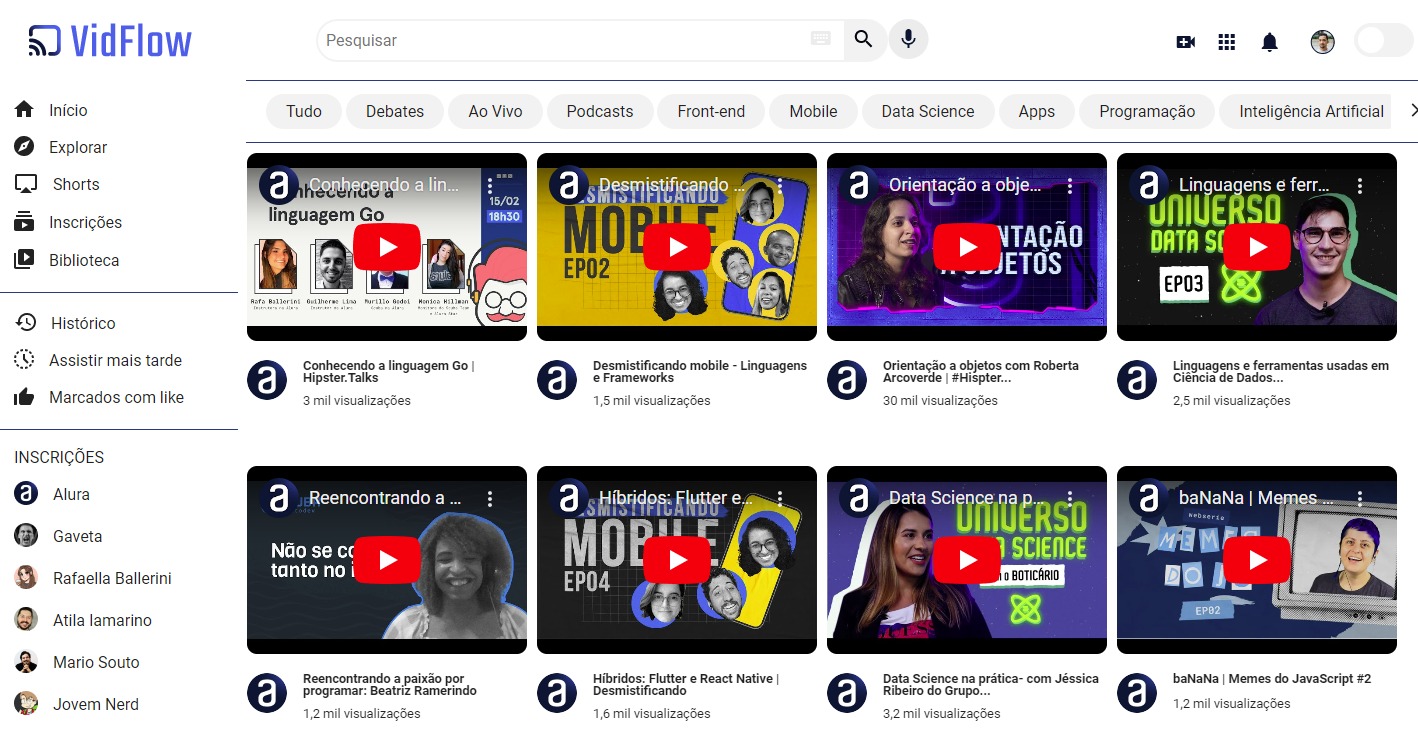 VidFlow
Pesquisar
Início
Explorar
Shorts
Inscrições
Biblioteca
Histórico
Assistir mais tarde
Marcados com like
INSCRIÇÕES
Alura
Gaveta
Rafaella Ballerini
Atila Iamarino
Mario Souto
Jovem Nerd
Tudo
Debates
Ao Vivo
Podcasts
Front-end
Mobile
Data Science
Apps
Programação
Inteligência Artificial
Conhecendo a lin...
Conhecendo a
linguagem Go
15/02
18h30
Rafa Ballerini
Guilherme Lima
Murillo Godoi
Monica Hillman
Conhecendo a linguagem Go |
Hipster.Talks
3 mil visualizações
Desmistificando ...
DESMISTIFICANDO
MOBILE
EP02
Desmistificando mobile - Linguagens
e Frameworks
1,5 mil visualizações
Orientação a obje...
NTAÇÃO
A OBJETOS
Orientação a objetos com Roberta
Arcoverde | #Hispter...
30 mil visualizações
Linguagens e ferr...
UNIVERSO
DATA SC
EP03
Linguagens e ferramentas usadas em
Ciência de Dados...
2,5 mil visualizações
Reencontrando a ...
Não se co
tanto no i
Reencontrando a paixão por
programar: Beatriz Ramerindo
1,2 mil visualizações
Híbridos: Flutter e...
DESMISTIFICANDO
MOBILE
EP04
Híbridos: Flutter e React Native |
Desmistificando
1,6 mil visualizações
Data Science na p...
UNIVERSO
A SCIENCE
o BOTICÁRIO
Data Science na prática- com Jéssica
Ribeiro do Grupo...
3,2 mil visualizações
baNaNa | Memes ...
webserie
MEMES
DO JS
EP02
baNaNa | Memes do JavaScript #2
1,2 mil visualizações